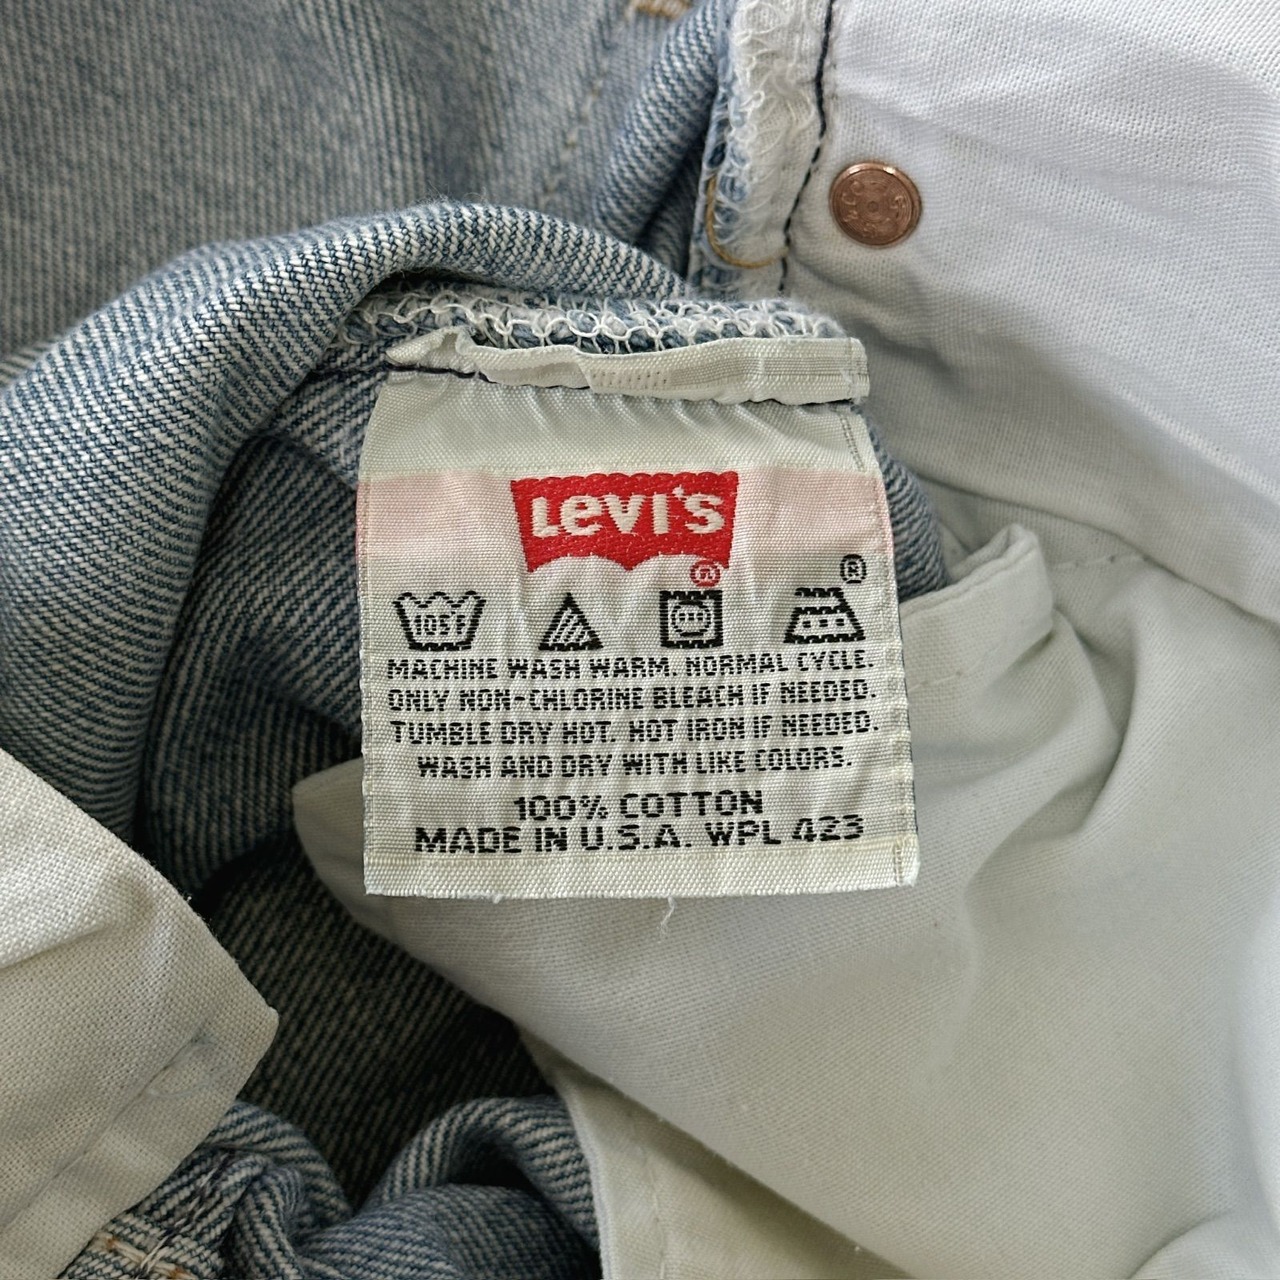 Levi's
®
®
105°F
MACHINE WASH WARM. NORMAL CYCLE.
ONLY NON-CHLORINE BLEACH IF NEEDED.
TUMBLE DRY HOT. HOT IRON IF NEEDED.
WASH AND DRY WITH LIKE COLORS.
100% COTTON
MADE IN U.S.A. WPL 423